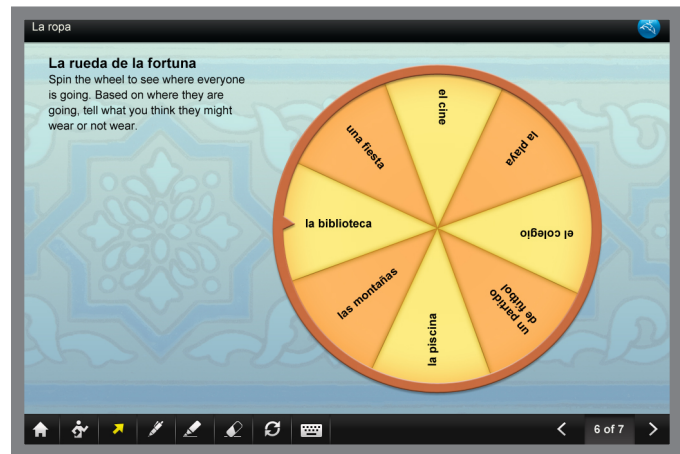 La ropa
La rueda de la fortuna
Spin the wheel to see where everyone
is going. Based on where they are
going, tell what you think they might
wear or not wear.
el cine
la playa
el colegio
un partido
de fútbol
la piscina
las montañas
la biblioteca
una fiesta
6 of 7